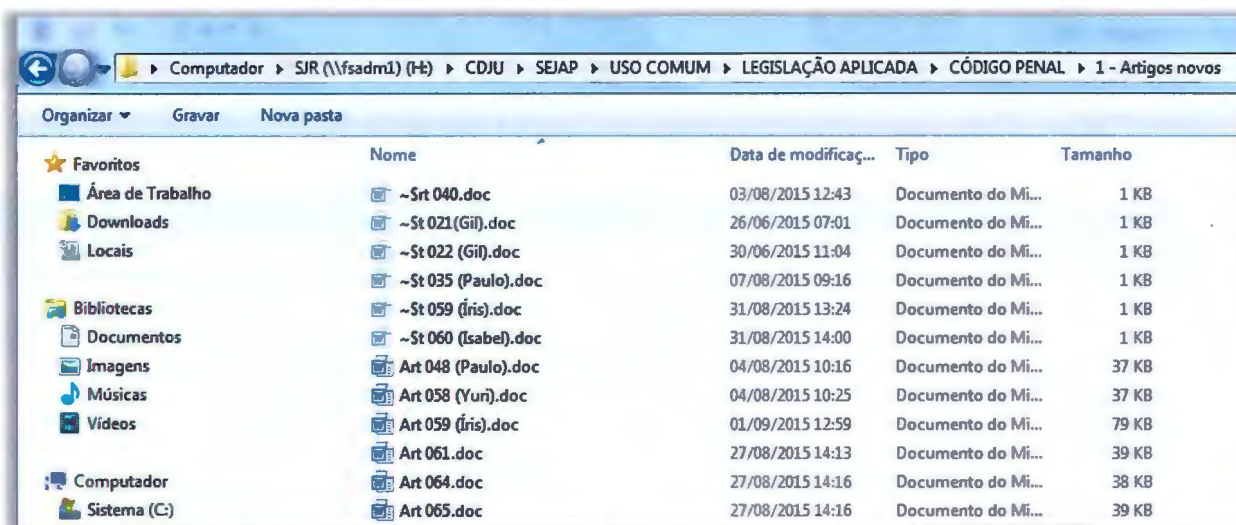 Computador ▸ SJR (\\fsadm1) (H:) ▸ CDJU ▸ SEJAP ▸ USO COMUM ▸ LEGISLAÇÃO APLICADA ▸ CÓDIGO PENAL ▸ 1 - Artigos novos
Organizar Gravar Nova pasta
Favoritos Nome Data de modificaç... Tipo Tamanho
Área de Trabalho ~$rt 040.doc 03/08/2015 12:43 Documento do Mi... 1 KB
Downloads ~$t 021(Gil).doc 26/06/2015 07:01 Documento do Mi... 1 KB
Locais ~$t 022 (Gil).doc 30/06/2015 11:04 Documento do Mi... 1 KB
~$t 035 (Paulo).doc 07/08/2015 09:16 Documento do Mi... 1 KB
Bibliotecas ~$t 059 (Íris).doc 31/08/2015 13:24 Documento do Mi... 1 KB
Documentos ~$t 060 (Isabel).doc 31/08/2015 14:00 Documento do Mi... 1 KB
Imagens Art 048 (Paulo).doc 04/08/2015 10:16 Documento do Mi... 37 KB
Músicas Art 058 (Yuri).doc 04/08/2015 10:25 Documento do Mi... 37 KB
Vídeos Art 059 (Íris).doc 01/09/2015 12:59 Documento do Mi... 79 KB
Art 061.doc 27/08/2015 14:13 Documento do Mi... 39 KB
Computador Art 064.doc 27/08/2015 14:16 Documento do Mi... 38 KB
Sistema (C:) Art 065.doc 27/08/2015 14:16 Documento do Mi... 39 KB